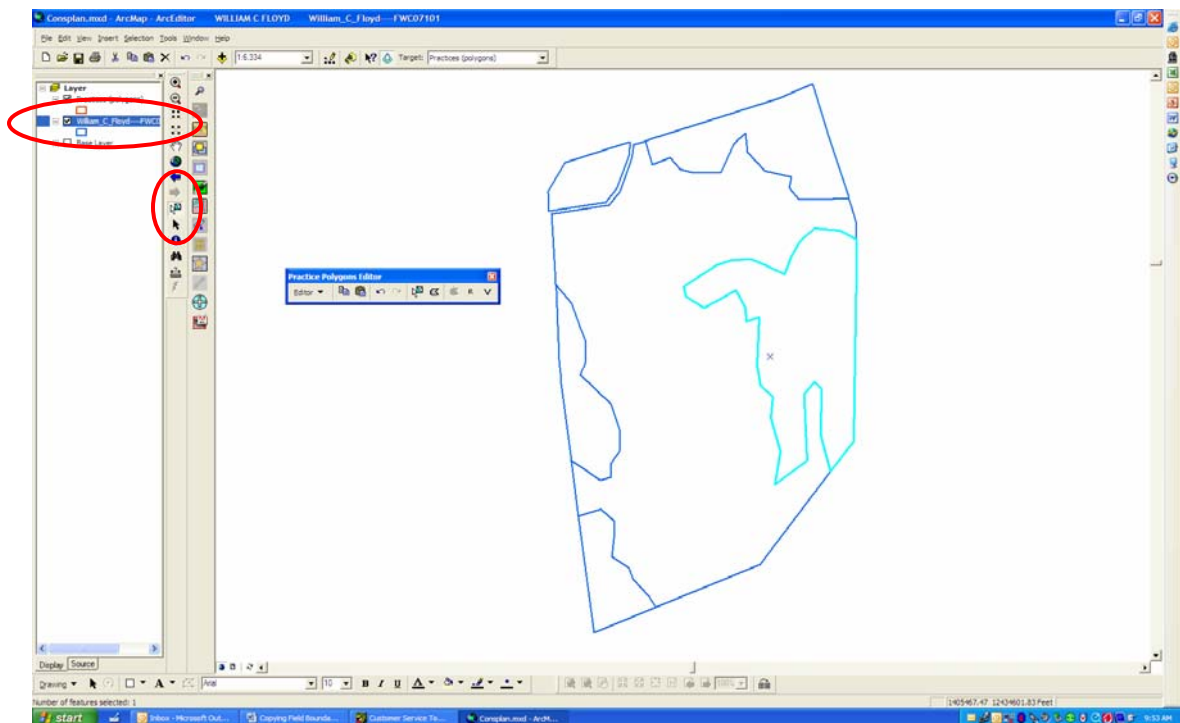 Consplan.mxd - ArcMap - ArcEditor WILLIAM C FLOYD William_C_Floyd----FWC07101
File Edit View Insert Selection Tools Window Help
1:6,334 Target: Practices (polygons)
Layer
Practices (polygons)
William_C_Floyd----FWC0
Base Layer
Practice Polygons Editor
Editor R V
Display Source
Drawing A Arial 10 B I U A
Number of features selected: 1
1405467.47 12434601.83 Feet
start Inbox - Microsoft Out... Copying Field Bounda... Customer Service To... Consplan.mxd - ArcM... 9:53 AM